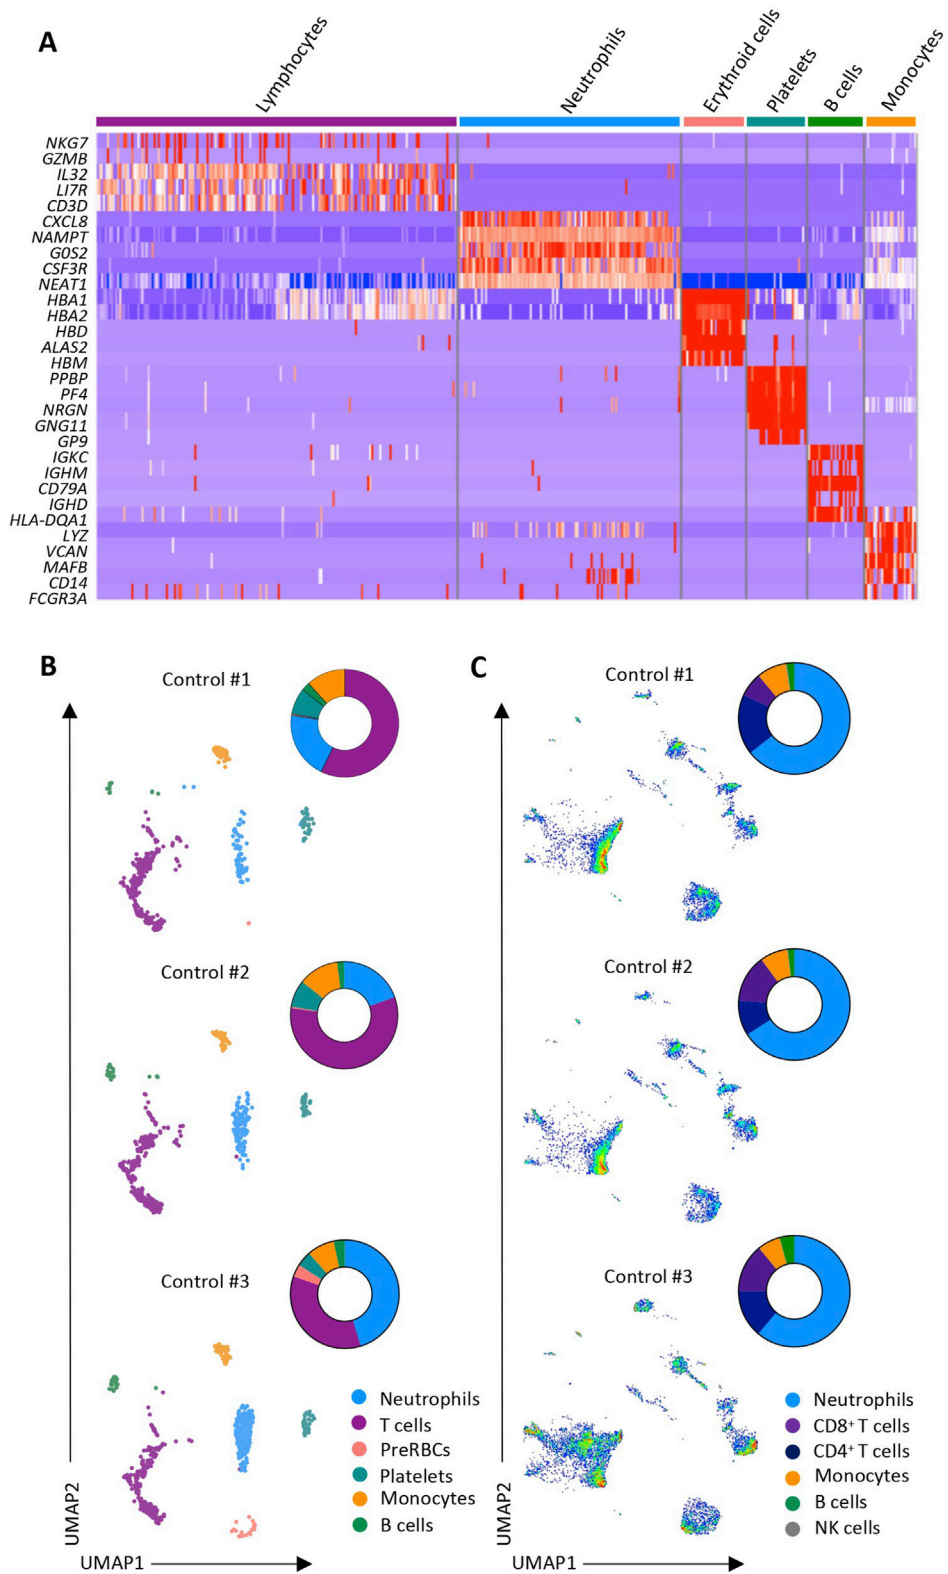 A
Lymphocytes
Neutrophils
Erythroid cells
Platelets
B cells
Monocytes
NKG7
GZMB
IL32
LI7R
CD3D
CXCL8
NAMPT
G0S2
CSF3R
NEAT1
HBA1
HBA2
HBD
ALAS2
HBM
PPBP
PF4
NRGN
GNG11
GP9
IGKC
IGHM
CD79A
IGHD
HLA-DQA1
LYZ
VCAN
MAFB
CD14
FCGR3A
B
Control #1
Control #2
Control #3
Neutrophils
T cells
PreRBCs
Platelets
Monocytes
B cells
UMAP2
UMAP1
C
Control #1
Control #2
Control #3
Neutrophils
CD8⁺ T cells
CD4⁺ T cells
Monocytes
B cells
NK cells
UMAP2
UMAP1